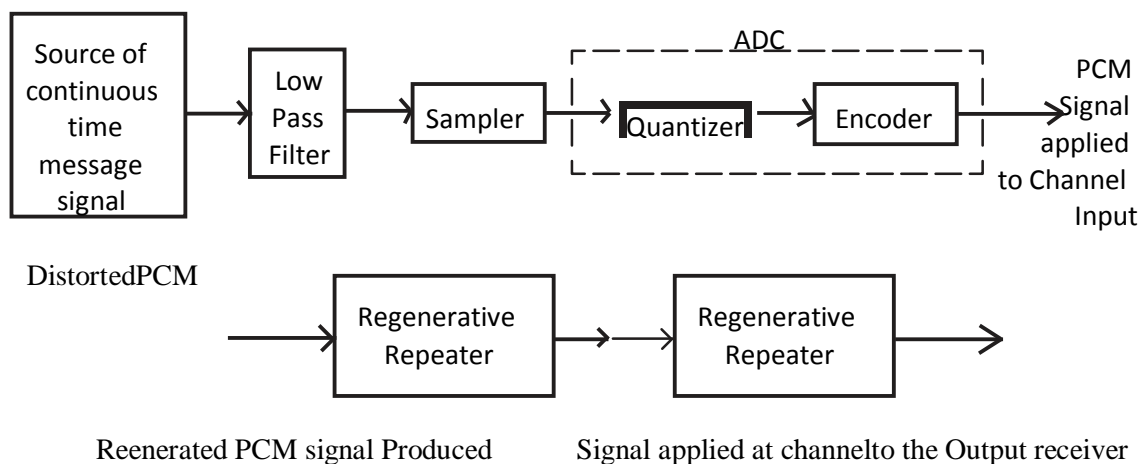 Source of
continuous
time
message
signal
Low
Pass
Filter
Sampler
ADC
Quantizer
Encoder
PCM
Signal
applied
to Channel
Input
DistortedPCM
Regenerative
Repeater
Regenerative
Repeater
Reenerated PCM signal Produced
Signal applied at channelto the Output receiver